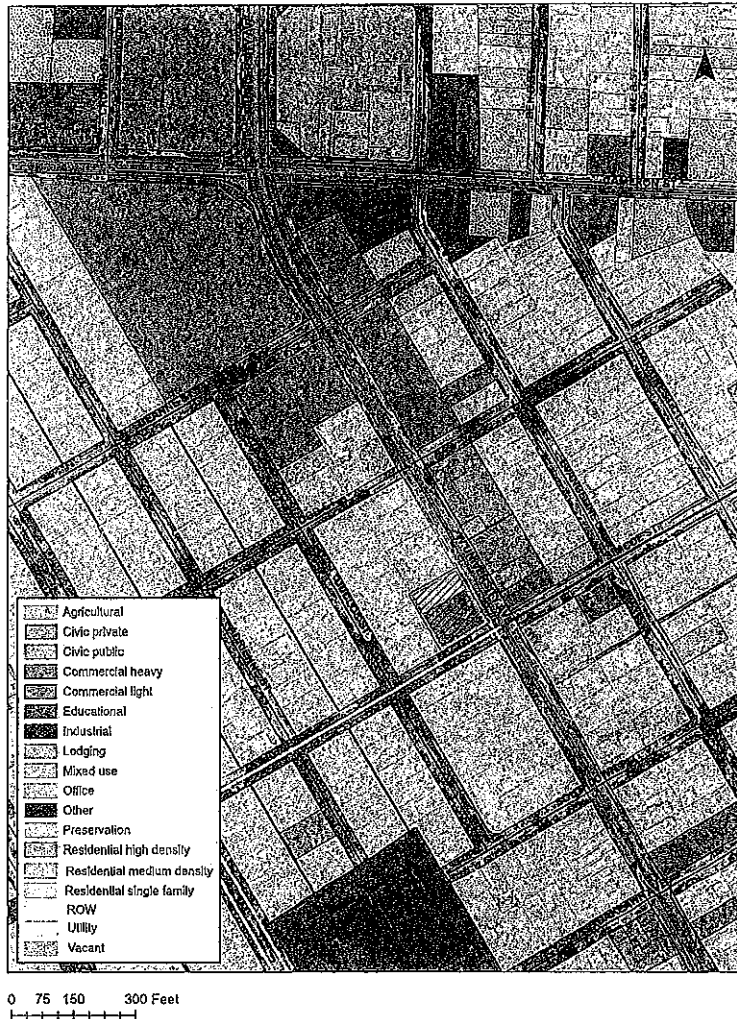 N
Agricultural
Civic private
Civic public
Commercial heavy
Commercial light
Educational
Industrial
Lodging
Mixed use
Office
Other
Preservation
Residential high density
Residential medium density
Residential single family
ROW
Utility
Vacant
0 75 150 300 Feet